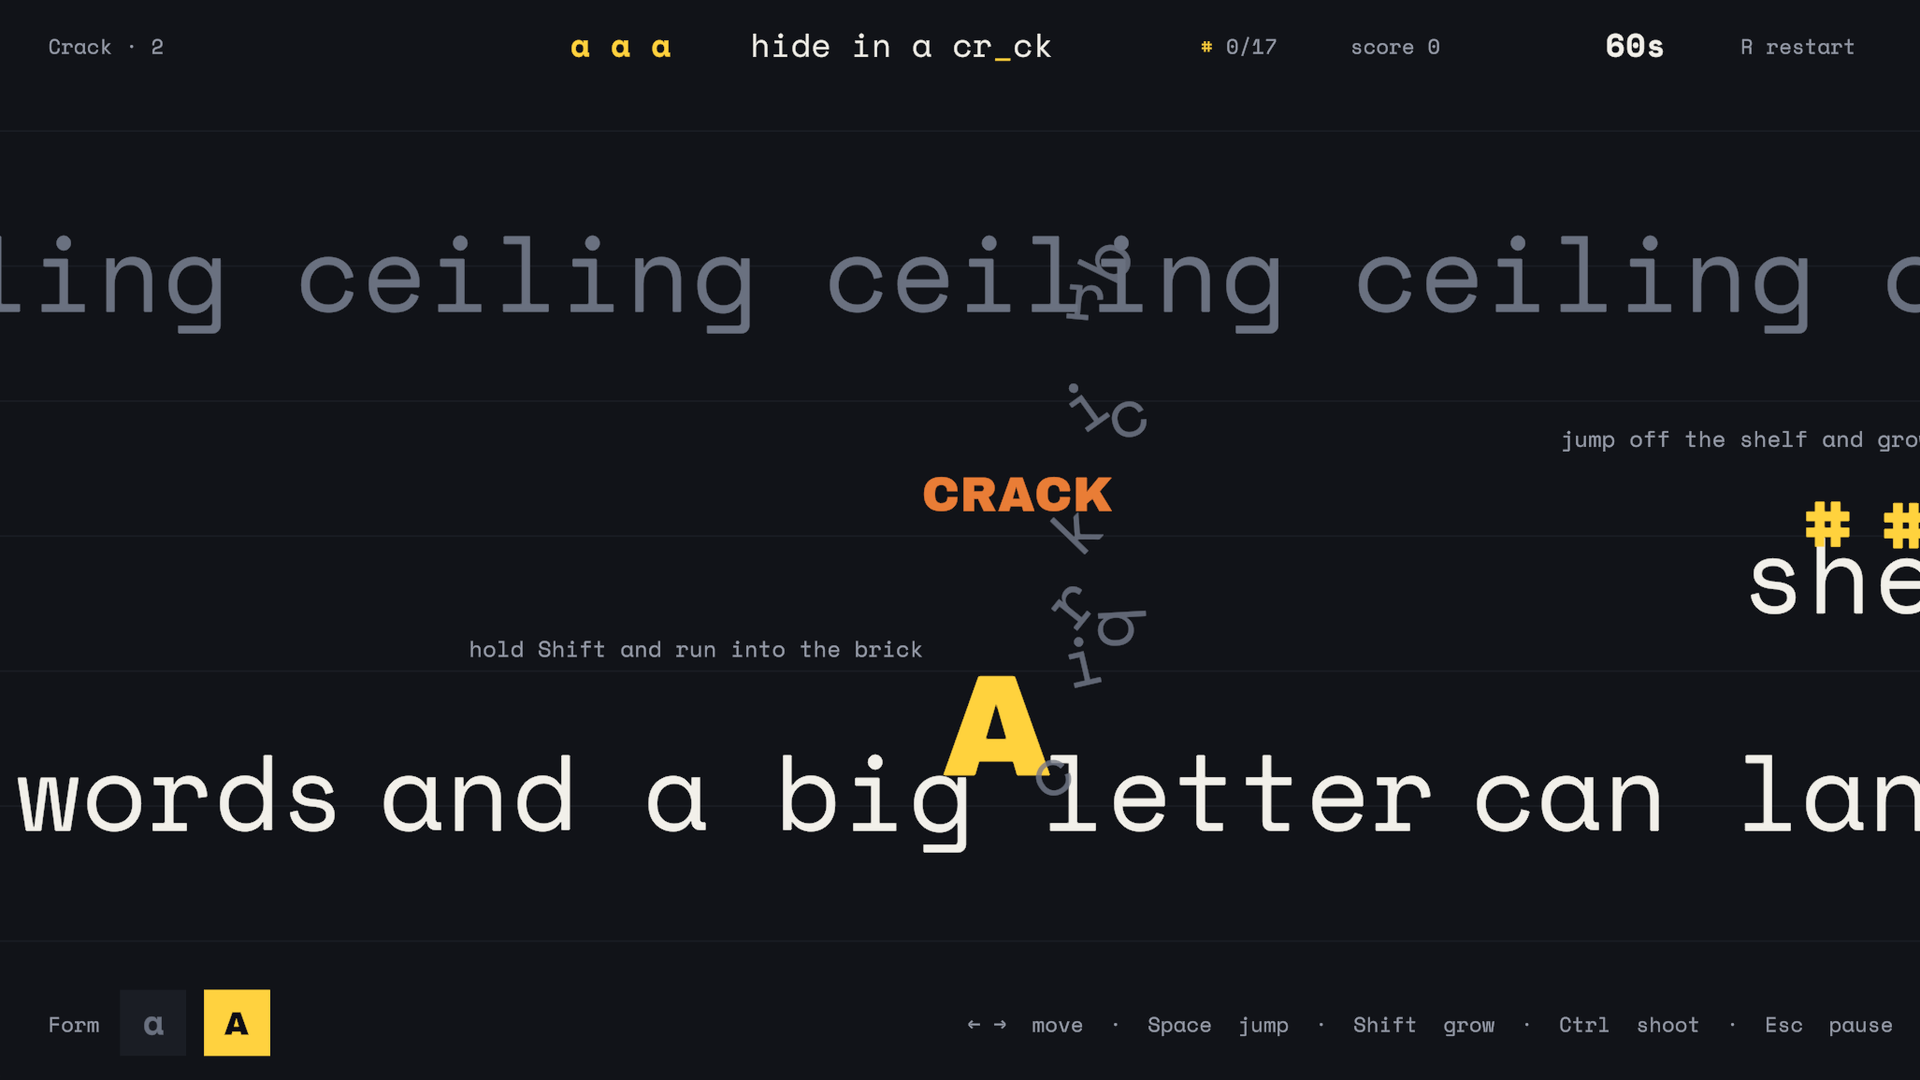 Crack · 2
a a a
hide in a cr_ck
# 0/17
score 0
60s
R restart
ling ceiling ceiling ceiling c
r b
i c
jump off the shelf and gro
CRACK
# #
k
she
r b
i
hold Shift and run into the brick
A
c
words and a big letter can lan
Form a A
← → move · Space jump · Shift grow · Ctrl shoot · Esc pause